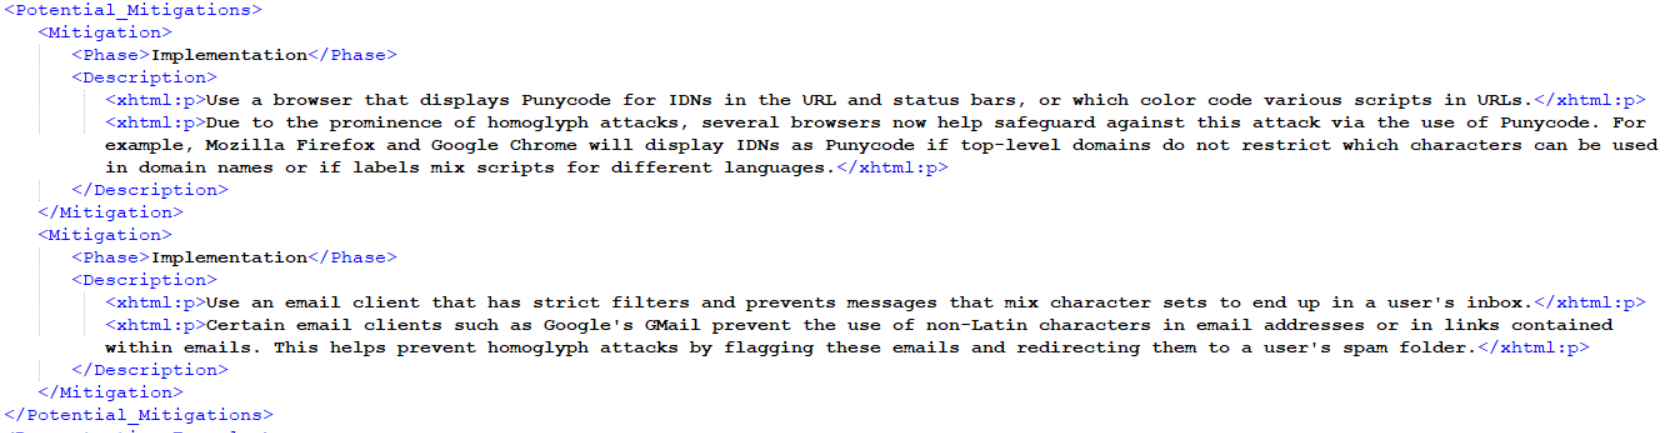 <Potential_Mitigations>
<Mitigation>
<Phase>Implementation</Phase>
<Description>
<xhtml:p>Use a browser that displays Punycode for IDNs in the URL and status bars, or which color code various scripts in URLs.</xhtml:p>
<xhtml:p>Due to the prominence of homoglyph attacks, several browsers now help safeguard against this attack via the use of Punycode. For
example, Mozilla Firefox and Google Chrome will display IDNs as Punycode if top-level domains do not restrict which characters can be used
in domain names or if labels mix scripts for different languages.</xhtml:p>
</Description>
</Mitigation>
<Mitigation>
<Phase>Implementation</Phase>
<Description>
<xhtml:p>Use an email client that has strict filters and prevents messages that mix character sets to end up in a user's inbox.</xhtml:p>
<xhtml:p>Certain email clients such as Google's GMail prevent the use of non-Latin characters in email addresses or in links contained
within emails. This helps prevent homoglyph attacks by flagging these emails and redirecting them to a user's spam folder.</xhtml:p>
</Description>
</Mitigation>
</Potential_Mitigations>